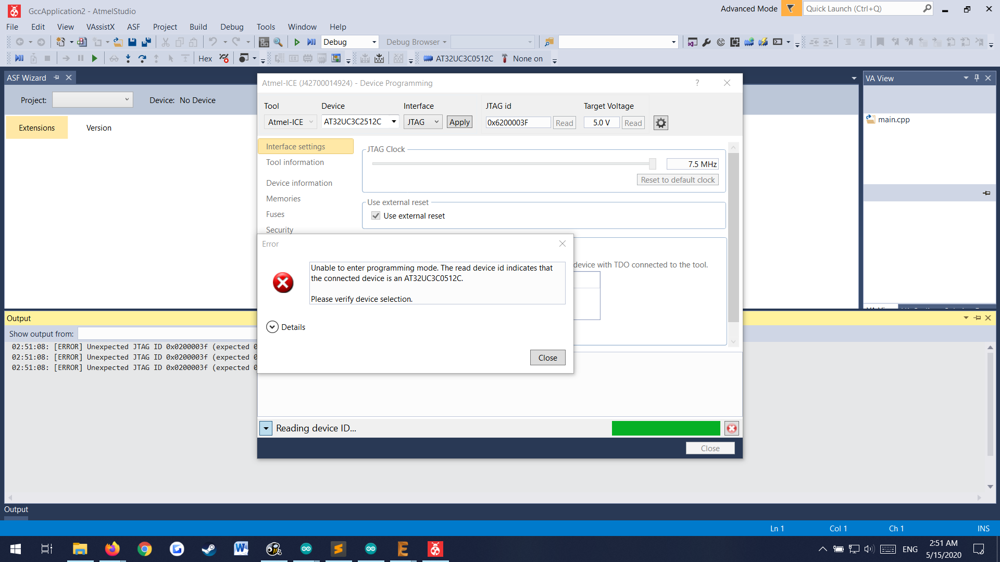 GccApplication2 - AtmelStudio
Advanced Mode
Quick Launch (Ctrl+Q)
File Edit View VAssistX ASF Project Build Debug Tools Window Help
Debug
Debug Browser
Hex
AT32UC3C0512C
None on
ASF Wizard
Project:
Device: No Device
Extensions
Version
Atmel-ICE (J42700014924) - Device Programming
?
Tool Device Interface JTAG id Target Voltage
Atmel-ICE AT32UC3C2512C JTAG Apply 0x6200003F Read 5.0 V Read
Interface settings
Tool information
Device information
Memories
Fuses
Security
JTAG Clock
7.5 MHz
Reset to default clock
Use external reset
Use external reset
device with TDO connected to the tool.
Error
Unable to enter programming mode. The read device id indicates that
the connected device is an AT32UC3C0512C.
Please verify device selection.
Details
Close
Reading device ID...
Close
VA View
main.cpp
Output
Show output from:
02:51:08: [ERROR] Unexpected JTAG ID 0x0200003f (expected 0
02:51:08: [ERROR] Unexpected JTAG ID 0x0200003f (expected 0
02:51:08: [ERROR] Unexpected JTAG ID 0x0200003f (expected 0
Output
Ln 1 Col 1 Ch 1 INS
ENG
2:51 AM
5/15/2020